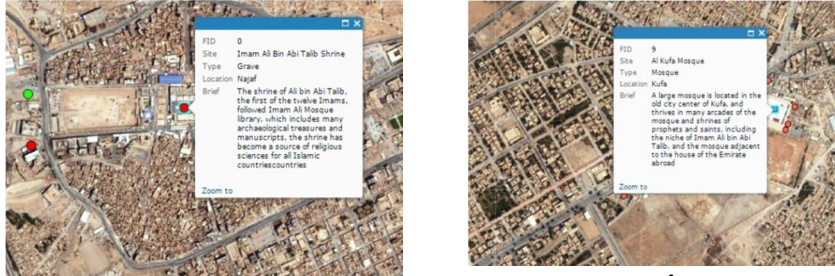 FID 0
Site Imam Ali Bin Abi Talib Shrine
Type Grave
Location Najaf
Brief The shrine of Ali bin Abi Talib,
the first of the twelve Imams,
followed Imam Ali Mosque
library, which includes many
archaeological treasures and
manuscripts, the shrine has
become a source of religious
sciences for all Islamic
countriescountries
Zoom to
FID 9
Site Al Kufa Mosque
Type Mosque
Location Kufa
Brief A large mosque is located in the
old city center of Kufa, and
thrives in many arcades of the
mosque and shrines of
prophets and saints, including
the niche of Imam Ali bin Abi
Talib, and the mosque adjacent
to the house of the Emirate
abroad
Zoom to